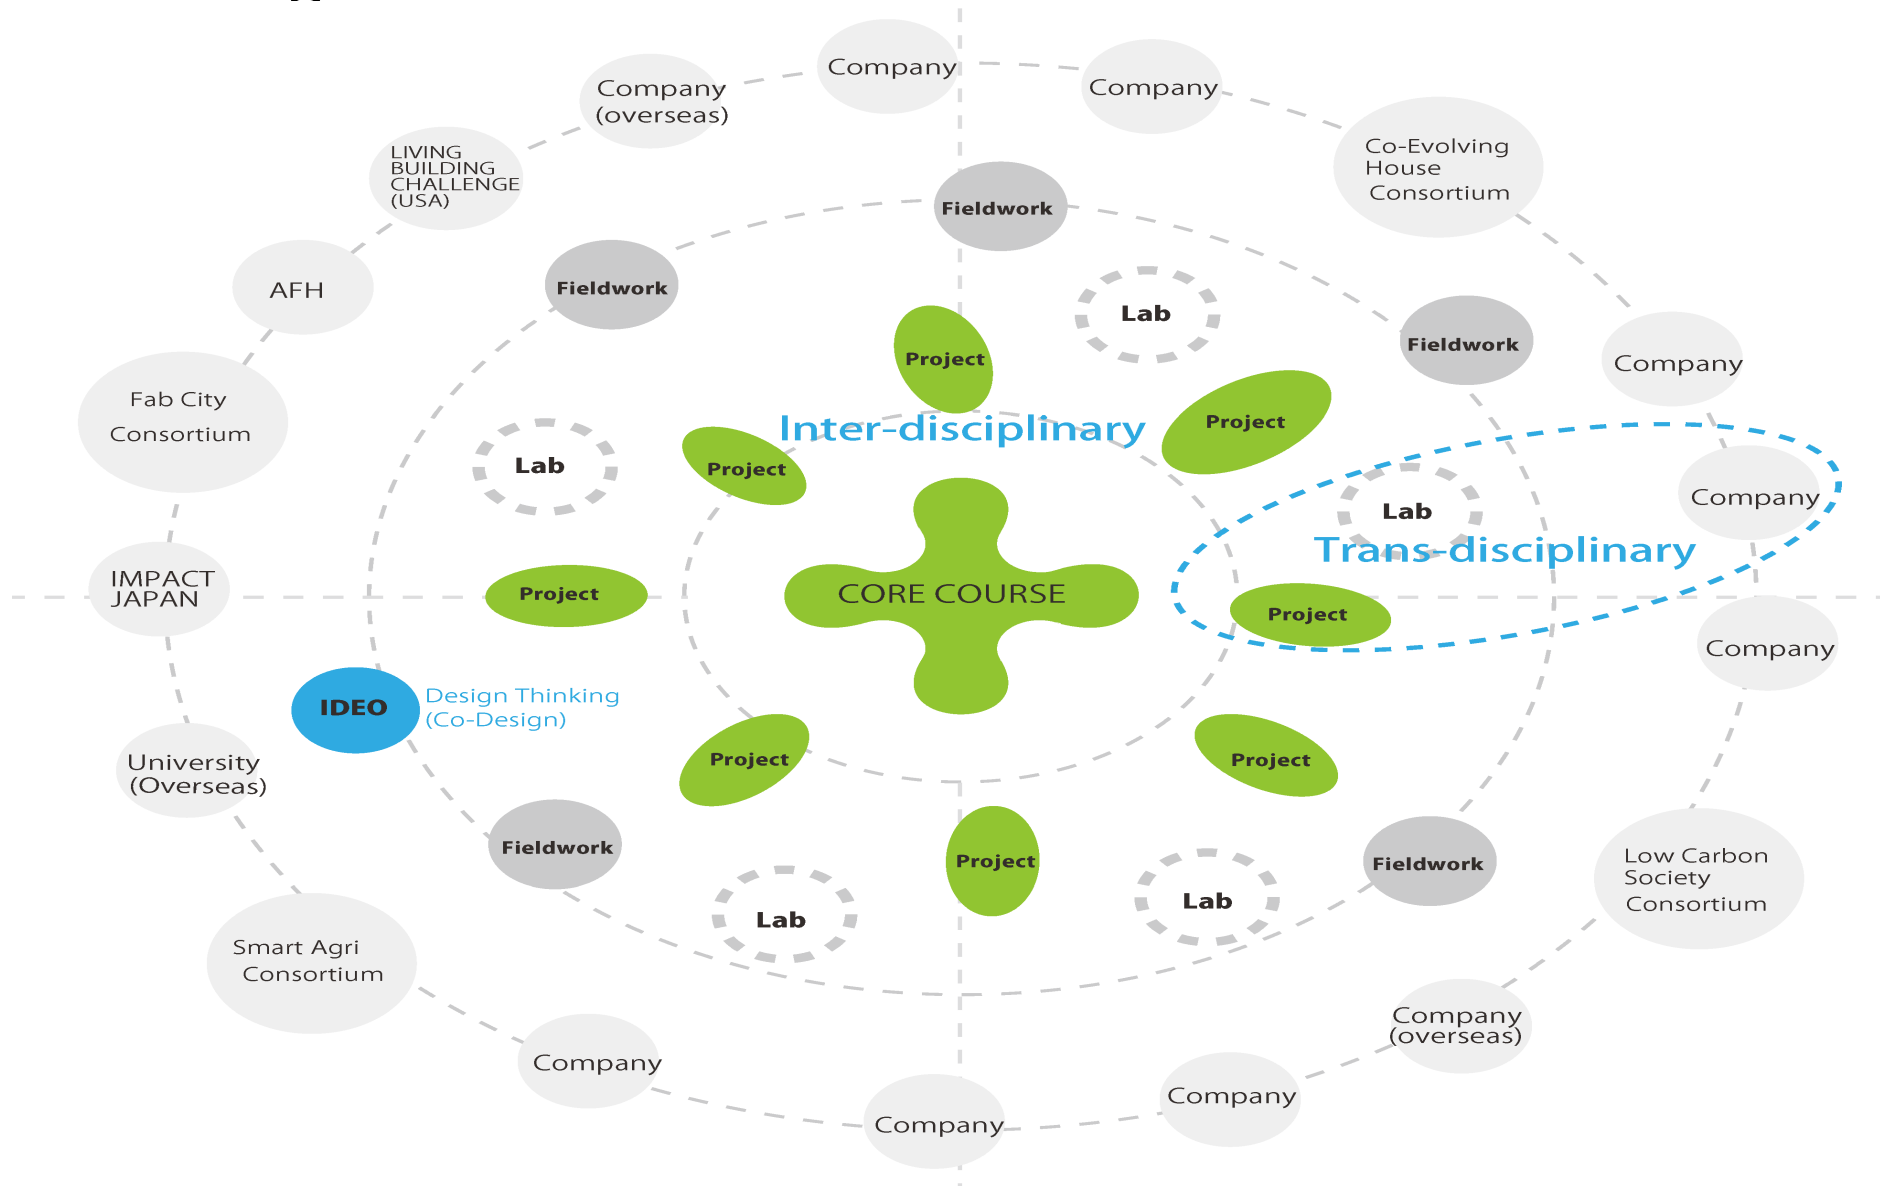 Company
Company
Company
(overseas)
Co-Evolving
House
Consortium
LIVING
BUILDING
CHALLENGE
(USA)
Fieldwork
AFH
Fieldwork
Lab
Fieldwork
Project
Company
Fab City
Consortium
Project
Inter-disciplinary
Lab
Project
Lab
Company
Trans-disciplinary
IMPACT
JAPAN
Project
CORE COURSE
Project
Company
IDEO
Design Thinking
(Co-Design)
University
(Overseas)
Project
Project
Fieldwork
Project
Fieldwork
Low Carbon
Society
Consortium
Lab
Lab
Smart Agri
Consortium
Company
(overseas)
Company
Company
Company